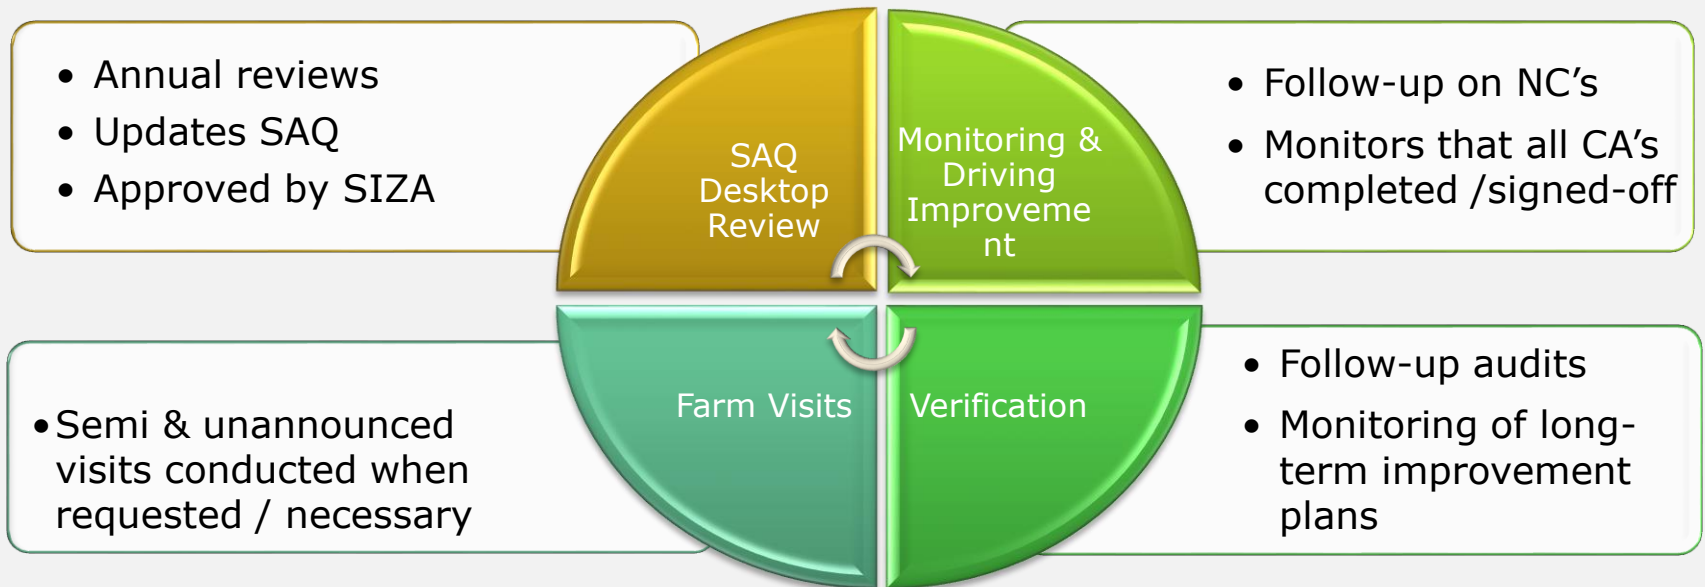 • Annual reviews
• Updates SAQ
• Approved by SIZA
SAQ
Desktop
Review
Monitoring &
Driving
Improveme
nt
• Follow-up on NC's
• Monitors that all CA's
completed /signed-off
• Semi & unannounced
visits conducted when
requested / necessary
Farm Visits
Verification
• Follow-up audits
• Monitoring of long-
term improvement
plans